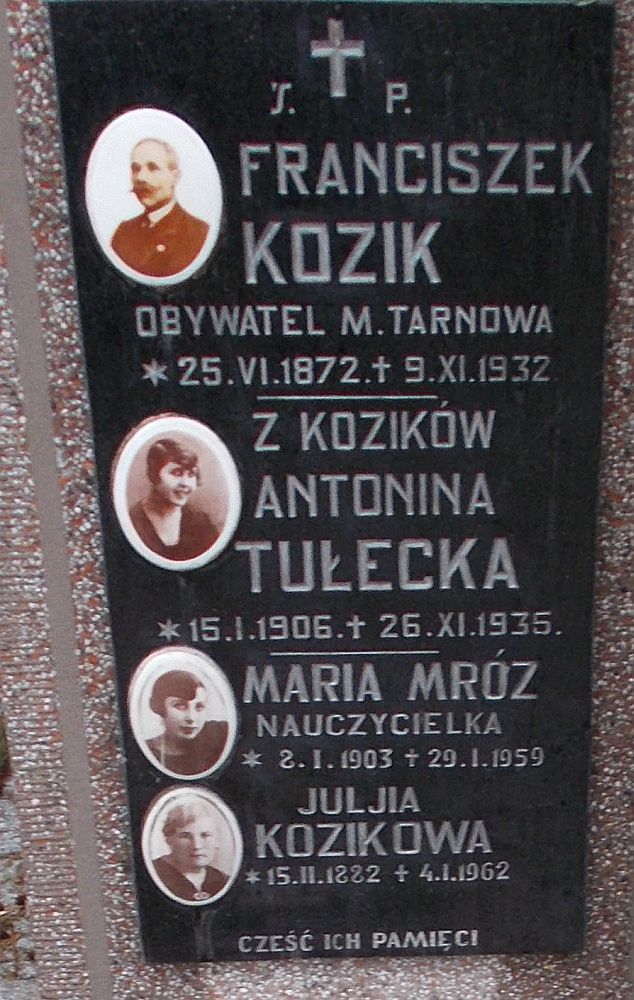 Ś. P.
FRANCISZEK
KOZIK
OBYWATEL M. TARNOWA
* 25.VI.1872.† 9.XI.1932
Z KOZIKÓW
ANTONINA
TUŁECKA
* 15.I.1906.† 26.XI.1935.
MARIA MRÓZ
NAUCZYCIELKA
* 8.I.1903 † 29.I.1959
JULJIA
KOZIKOWA
* 15.II.1882 † 4.I.1962
CZEŚĆ ICH PAMIĘCI